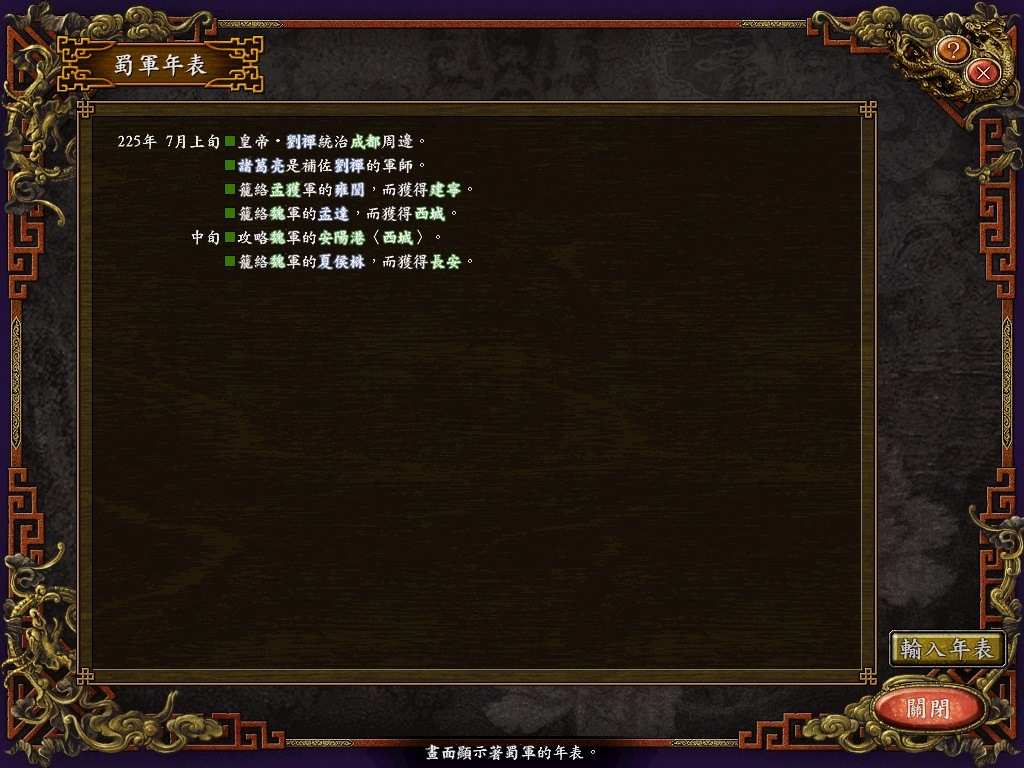 蜀軍年表
225年 7月上旬■皇帝・劉禪統治成都周邊。
■諸葛亮是補佐劉禪的軍師。
■籠絡孟獲軍的雍闓，而獲得建寧。
■籠絡魏軍的孟達，而獲得西城。
中旬■攻略魏軍的安陽港〈西城〉。
■籠絡魏軍的夏侯楙，而獲得長安。
輸入年表
關閉
畫面顯示著蜀軍的年表。